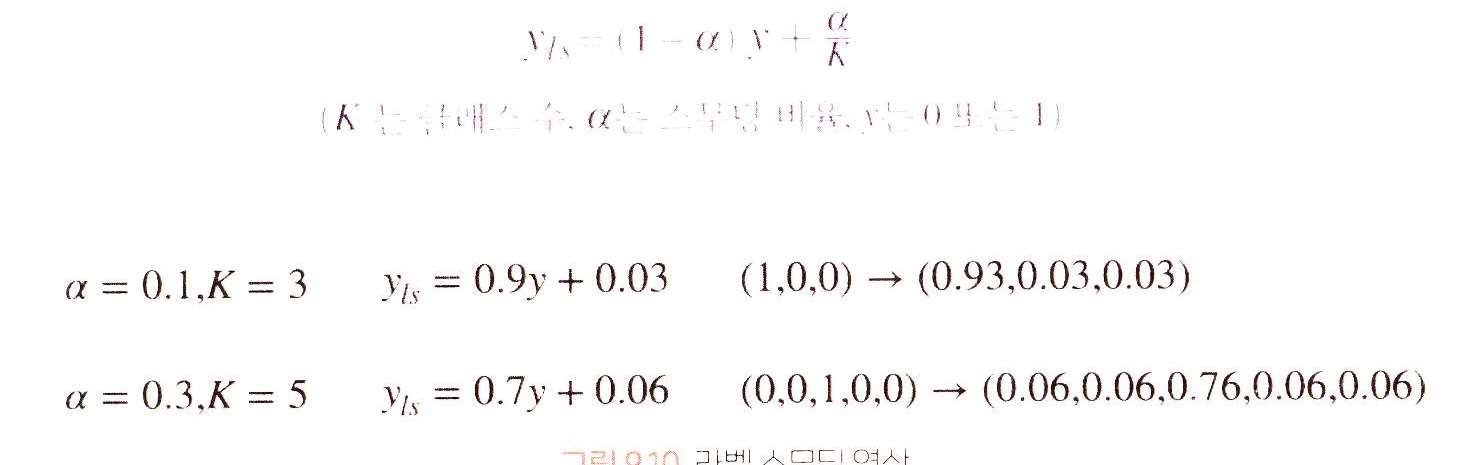 y_ls = (1 − α) y + α/K
(K 는 클래스 수, α는 스무딩 비율, y는 0 또는 1)
α = 0.1,K = 3 y_ls = 0.9y + 0.03 (1,0,0) → (0.93,0.03,0.03)
α = 0.3,K = 5 y_ls = 0.7y + 0.06 (0,0,1,0,0) → (0.06,0.06,0.76,0.06,0.06)